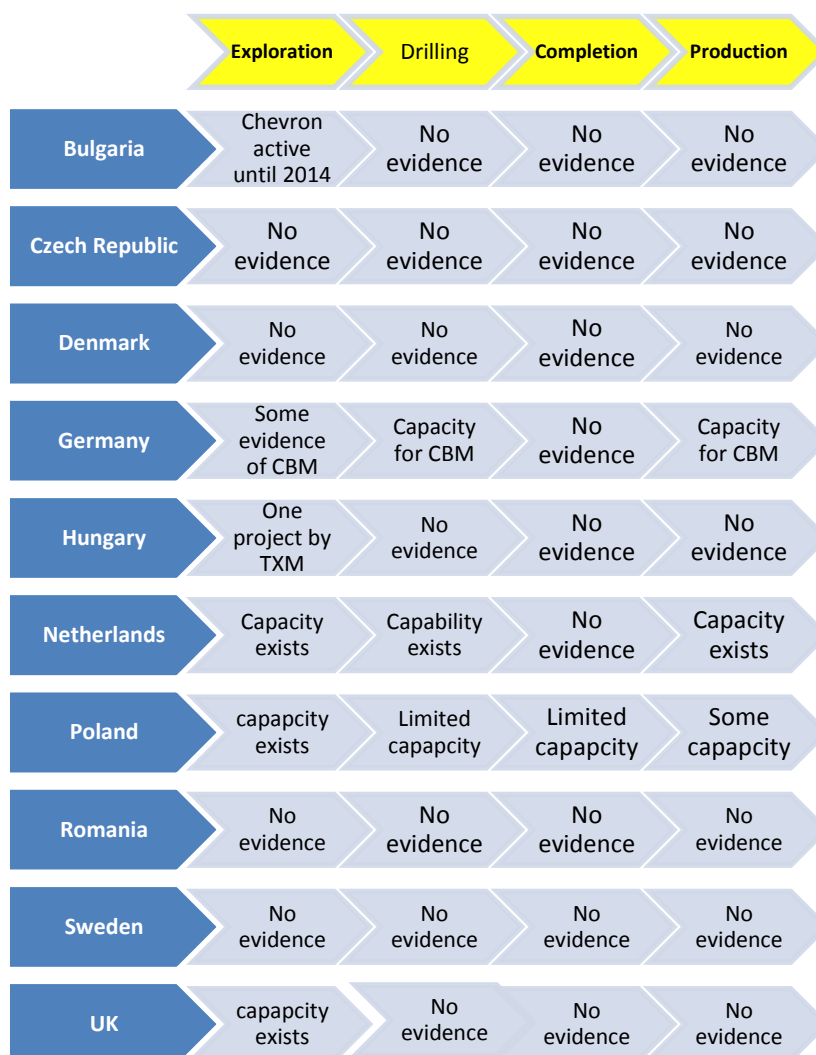 Exploration
Drilling
Completion
Production
Bulgaria
Chevron
active
until 2014
No
evidence
No
evidence
No
evidence
Czech Republic
No
evidence
No
evidence
No
evidence
No
evidence
Denmark
No
evidence
No
evidence
No
evidence
No
evidence
Germany
Some
evidence
of CBM
Capacity
for CBM
No
evidence
Capacity
for CBM
Hungary
One
project by
TXM
No
evidence
No
evidence
No
evidence
Netherlands
Capacity
exists
Capability
exists
No
evidence
Capacity
exists
Poland
capapcity
exists
Limited
capapcity
Limited
capapcity
Some
capapcity
Romania
No
evidence
No
evidence
No
evidence
No
evidence
Sweden
No
evidence
No
evidence
No
evidence
No
evidence
UK
capapcity
exists
No
evidence
No
evidence
No
evidence